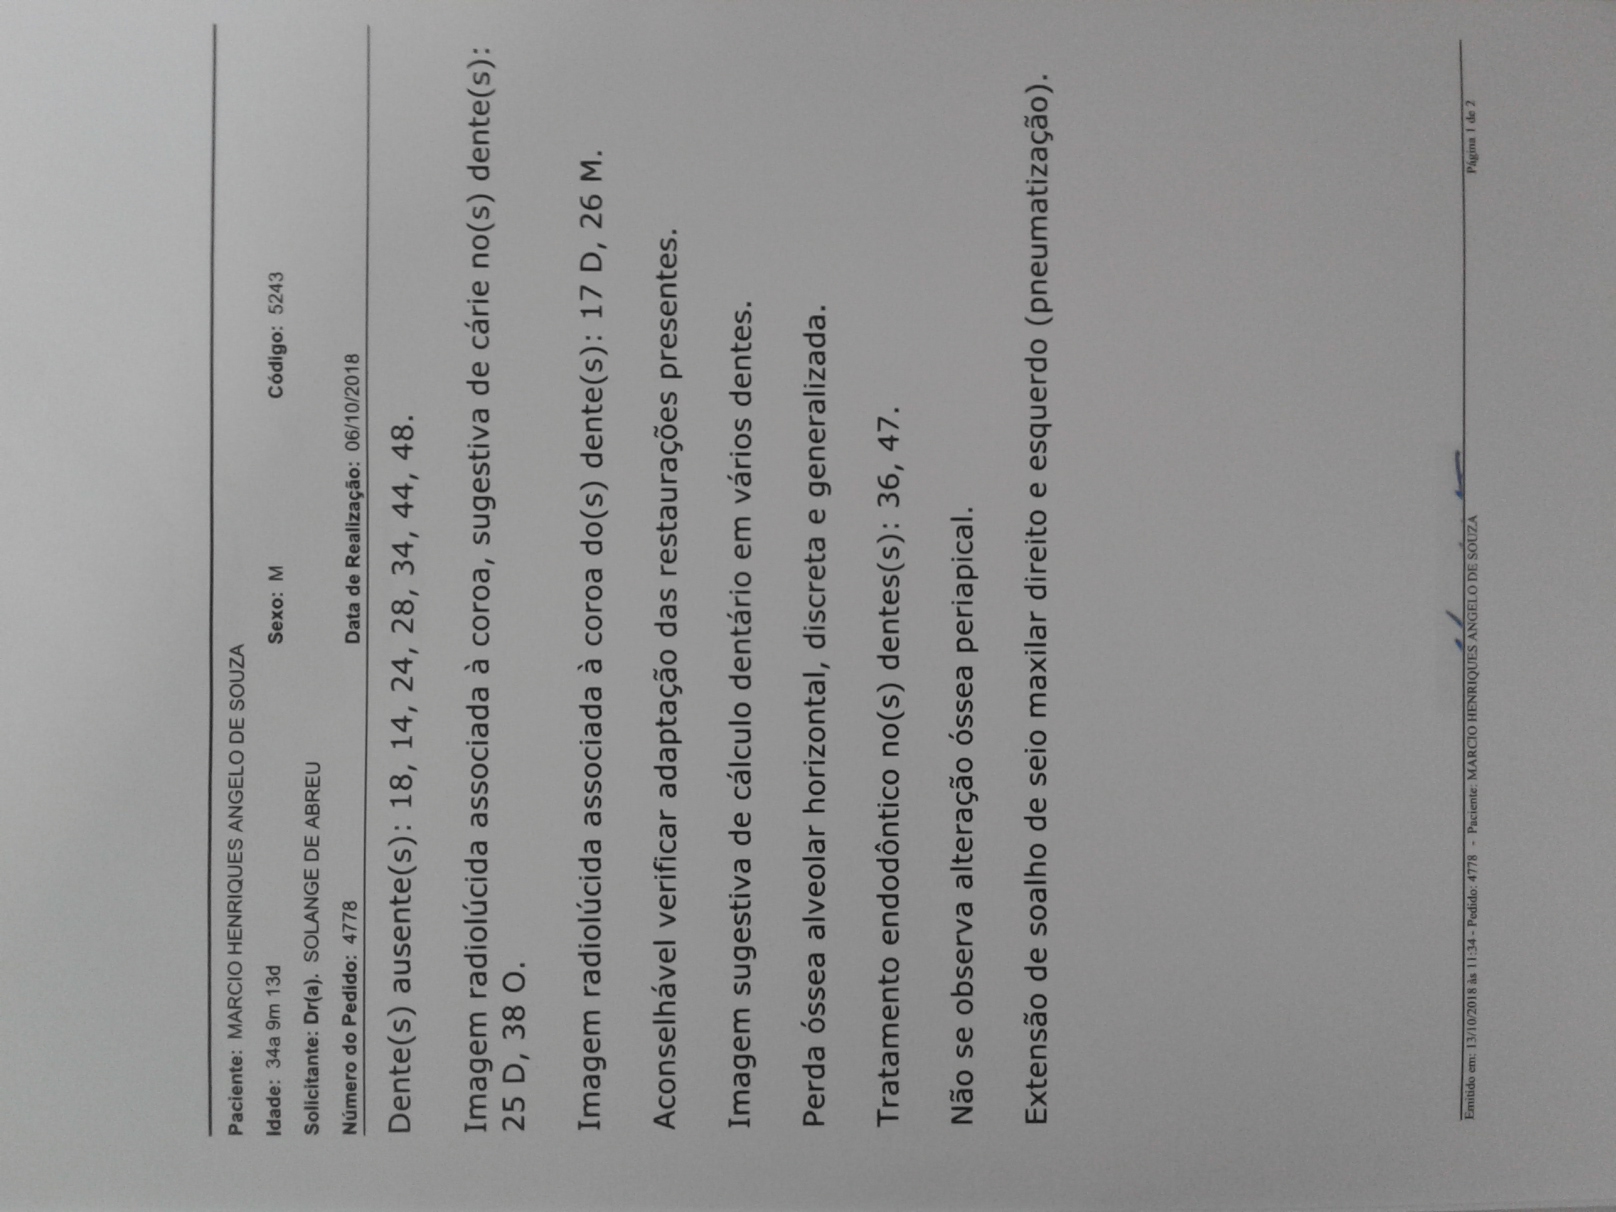 Paciente: MARCIO HENRIQUES ANGELO DE SOUZA
Idade: 34a 9m 13d Sexo: M Código: 5243
Solicitante: Dr(a). SOLANGE DE ABREU
Número do Pedido: 4778 Data de Realização: 06/10/2018
Dente(s) ausente(s): 18, 14, 24, 28, 34, 44, 48.
Imagem radiolúcida associada à coroa, sugestiva de cárie no(s) dente(s):
25 D, 38 O.
Imagem radiolúcida associada à coroa do(s) dente(s): 17 D, 26 M.
Aconselhável verificar adaptação das restaurações presentes.
Imagem sugestiva de cálculo dentário em vários dentes.
Perda óssea alveolar horizontal, discreta e generalizada.
Tratamento endodôntico no(s) dentes(s): 36, 47.
Não se observa alteração óssea periapical.
Extensão de soalho de seio maxilar direito e esquerdo (pneumatização).
Emitido em: 13/10/2018 às 11:34 - Pedido: 4778 - Paciente: MARCIO HENRIQUES ANGELO DE SOUZA Página 1 de 2